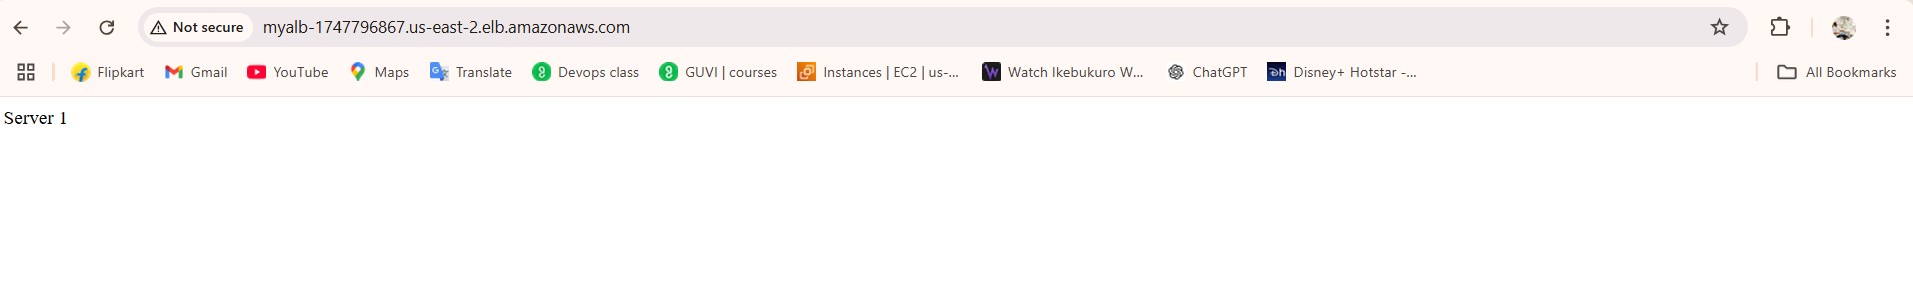 Not secure myalb-1747796867.us-east-2.elb.amazonaws.com
Flipkart Gmail YouTube Maps Translate Devops class GUVI | courses Instances | EC2 | us-... Watch Ikebukuro W... ChatGPT Disney+ Hotstar -... All Bookmarks
Server 1